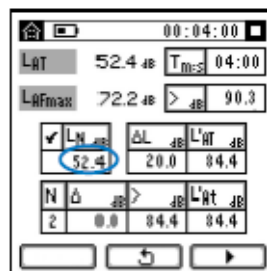 00:04:00
LAT 52.4 dB Tm:s 04:00
LAFmax 72.2 dB > dB 90.3
✔ LN dB ΔL dB L'AT dB
52.4 20.0 84.4
N Δ dB > dB L'At dB
2 0.0 84.4 84.4